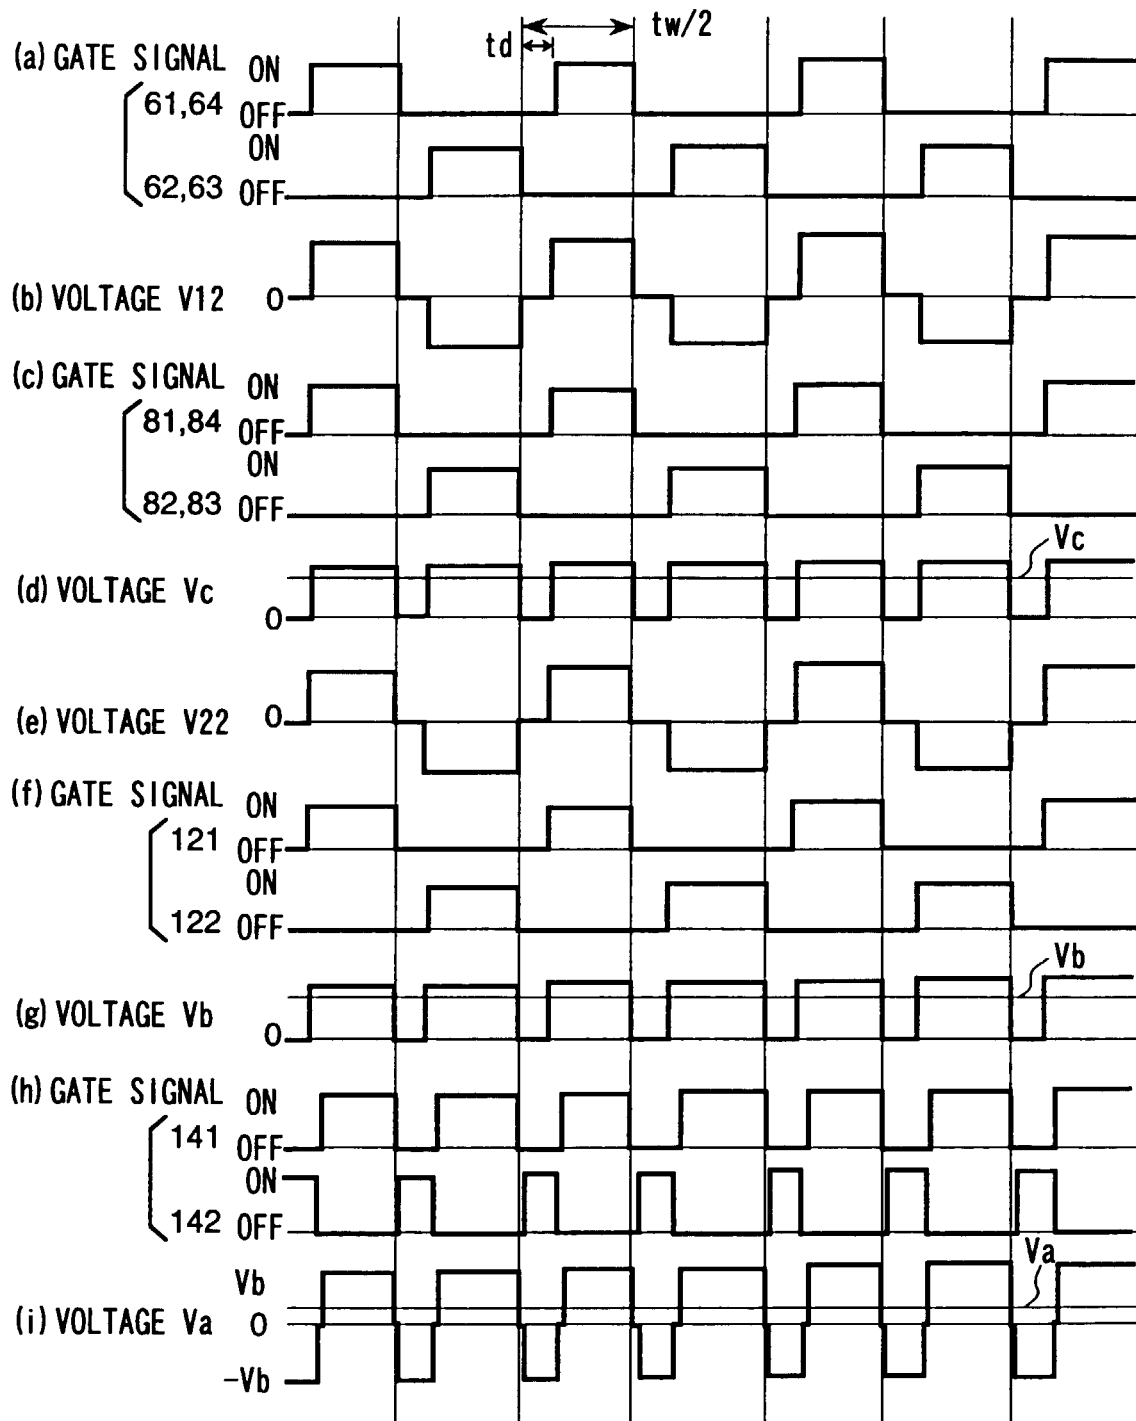 tw/2
td
(a) GATE SIGNAL ON
61,64 OFF
ON
62,63 OFF
(b) VOLTAGE V12 0
(c) GATE SIGNAL ON
81,84 OFF
ON
82,83 OFF
Vc
(d) VOLTAGE Vc 0
(e) VOLTAGE V22 0
(f) GATE SIGNAL ON
121 OFF
ON
122 OFF
Vb
(g) VOLTAGE Vb 0
(h) GATE SIGNAL ON
141 OFF
ON
142 OFF
Va
Vb
(i) VOLTAGE Va 0
-Vb